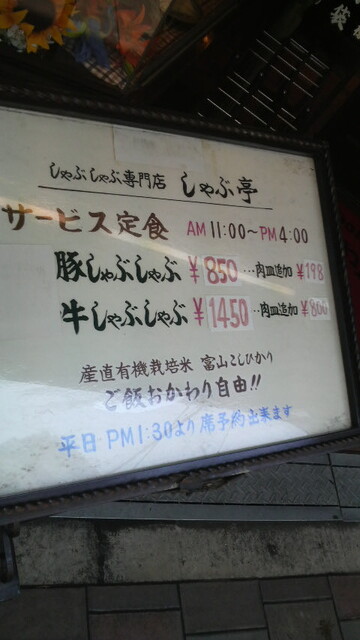 しゃぶしゃぶ専門店 しゃぶ亭
サービス定食 AM 11:00～PM 4:00
豚しゃぶしゃぶ ¥850…肉皿追加 ¥198
牛しゃぶしゃぶ ¥1450…肉皿追加 ¥800
産直有機栽培米 富山こしひかり
ご飯おかわり自由!!
平日 PM1:30より席予約出来ます